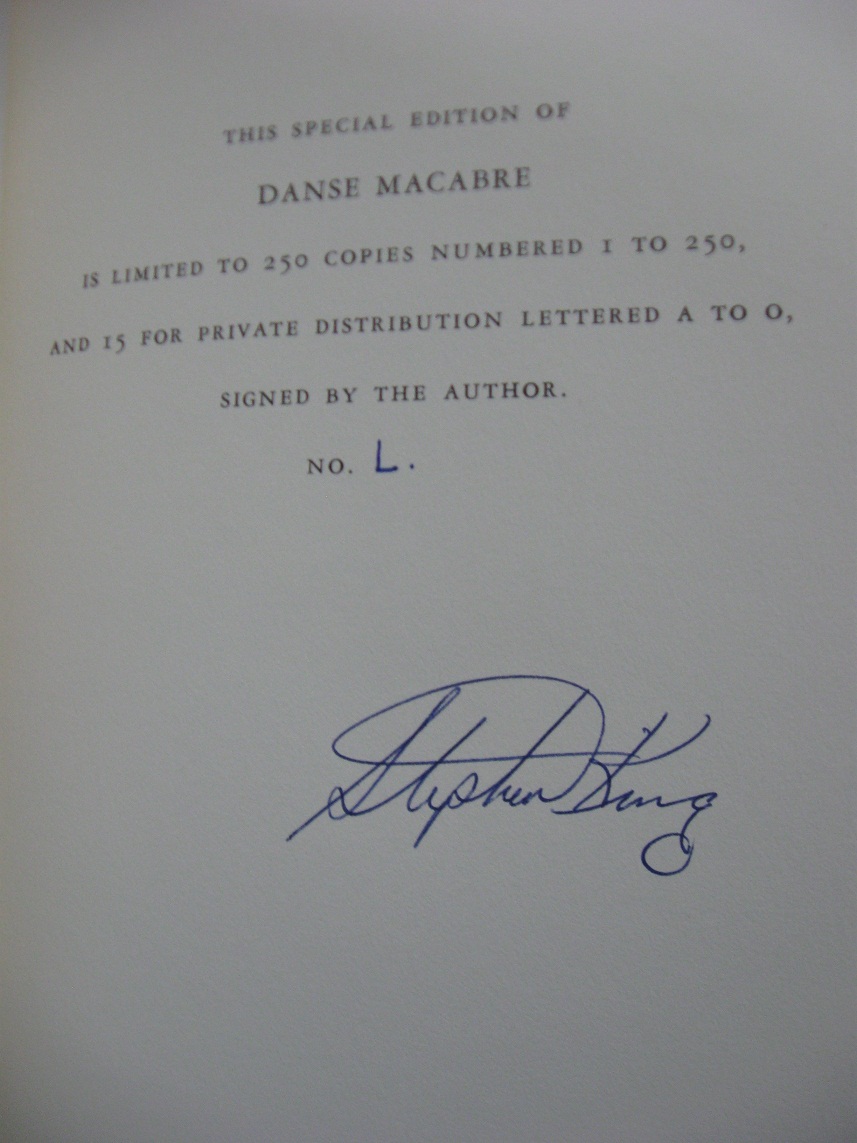 THIS SPECIAL EDITION OF
DANSE MACABRE
IS LIMITED TO 250 COPIES NUMBERED 1 TO 250,
AND 15 FOR PRIVATE DISTRIBUTION LETTERED A TO O,
SIGNED BY THE AUTHOR.
NO. L.
Stephen King